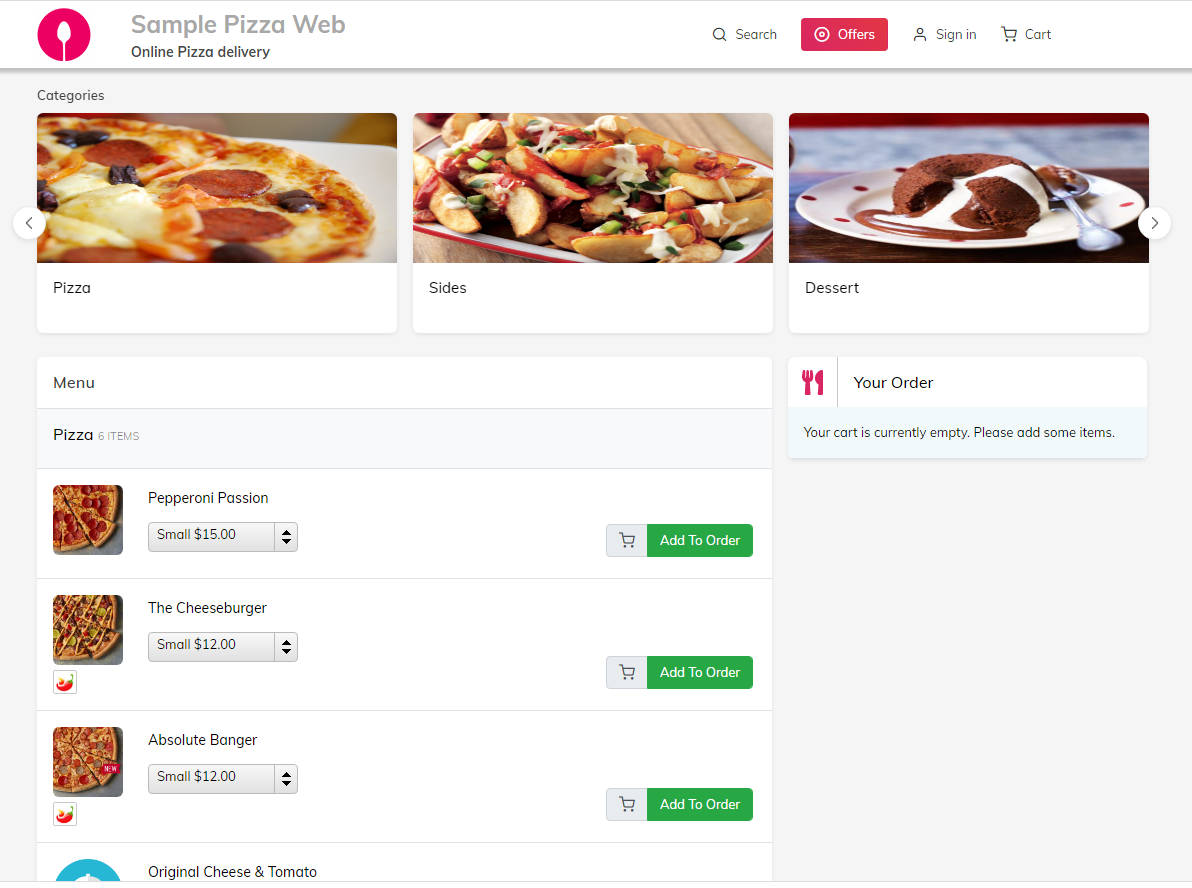 Sample Pizza Web
Online Pizza delivery
Search
Offers
Sign in
Cart
Categories
Pizza
Sides
Dessert
Menu
Pizza 6 ITEMS
Pepperoni Passion
Small $15.00
Add To Order
The Cheeseburger
Small $12.00
Add To Order
NEW
Absolute Banger
Small $12.00
Add To Order
Original Cheese & Tomato
Your Order
Your cart is currently empty. Please add some items.